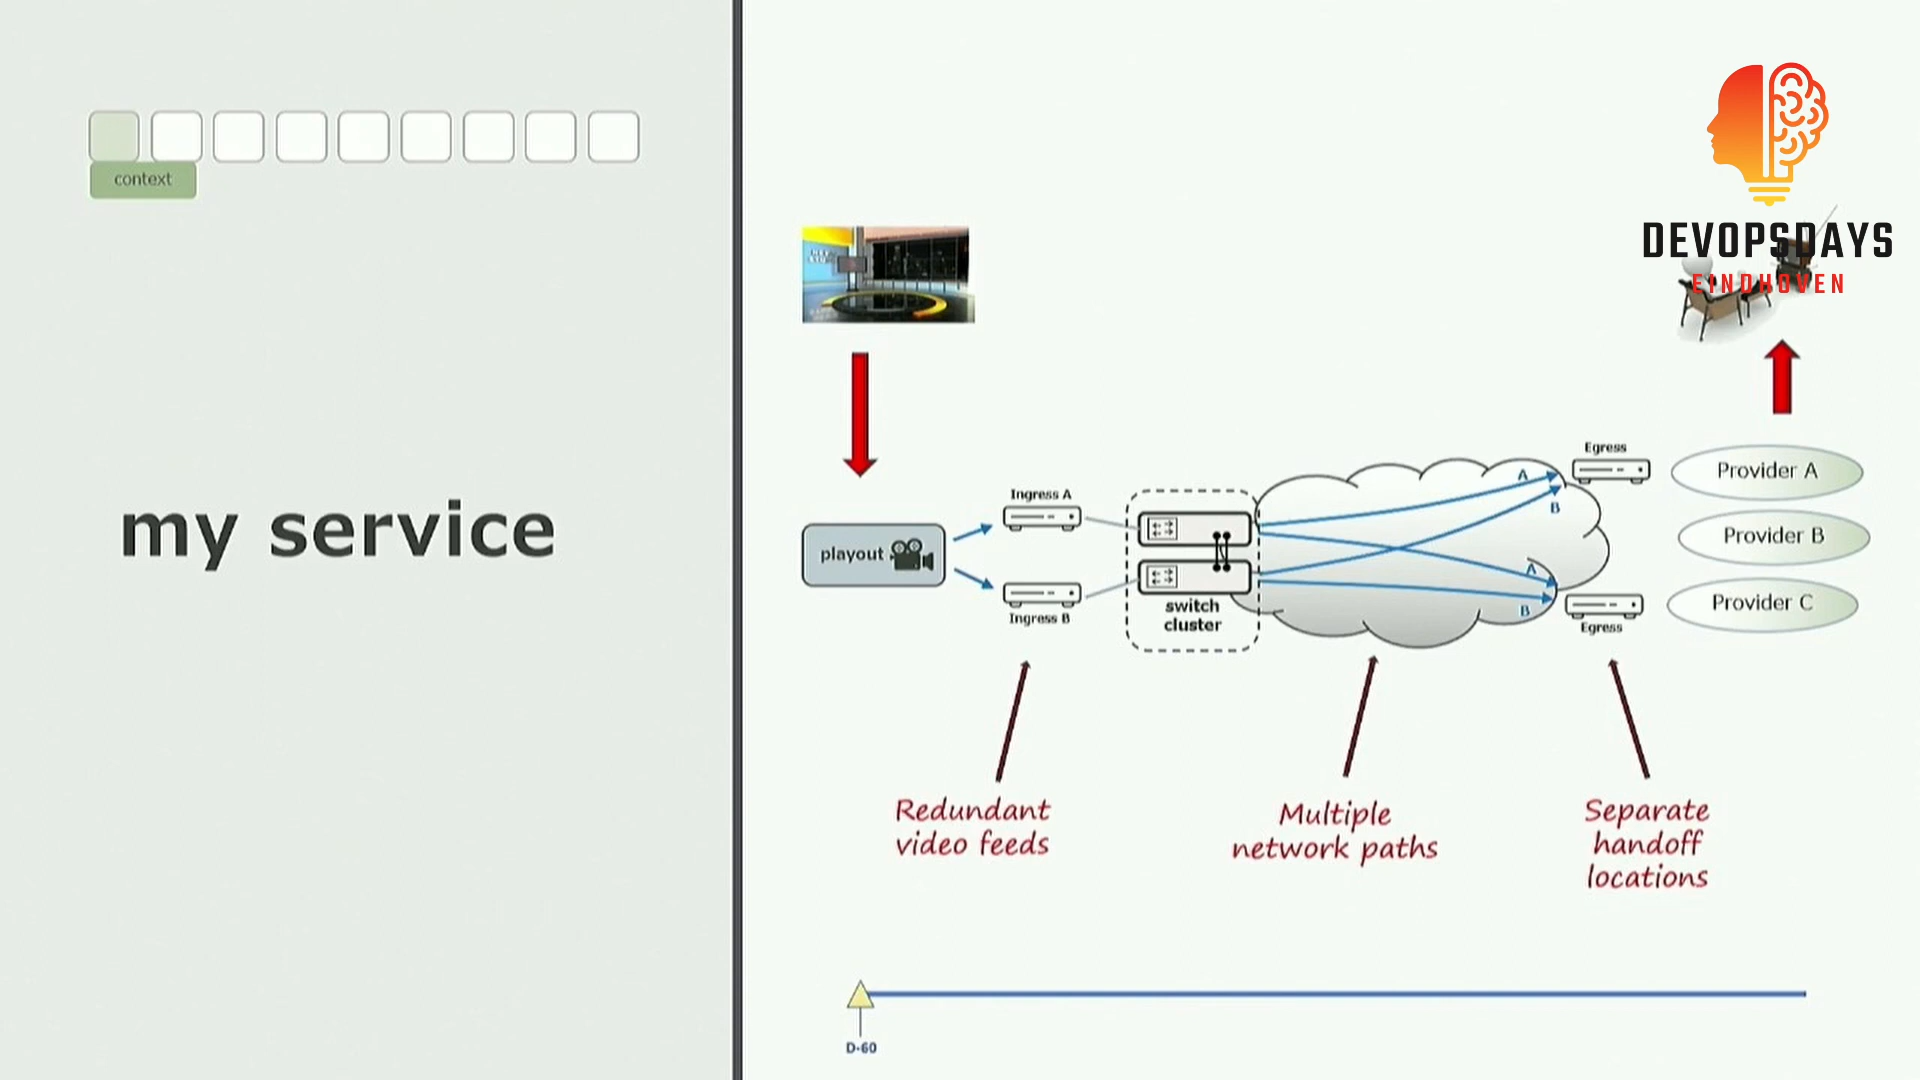 context
my service
DEVOPSDAYS
EINDHOVEN
playout
Ingress A
Ingress B
switch
cluster
A
B
A
B
Egress
Egress
Provider A
Provider B
Provider C
Redundant
video feeds
Multiple
network paths
Separate
handoff
locations
D-60